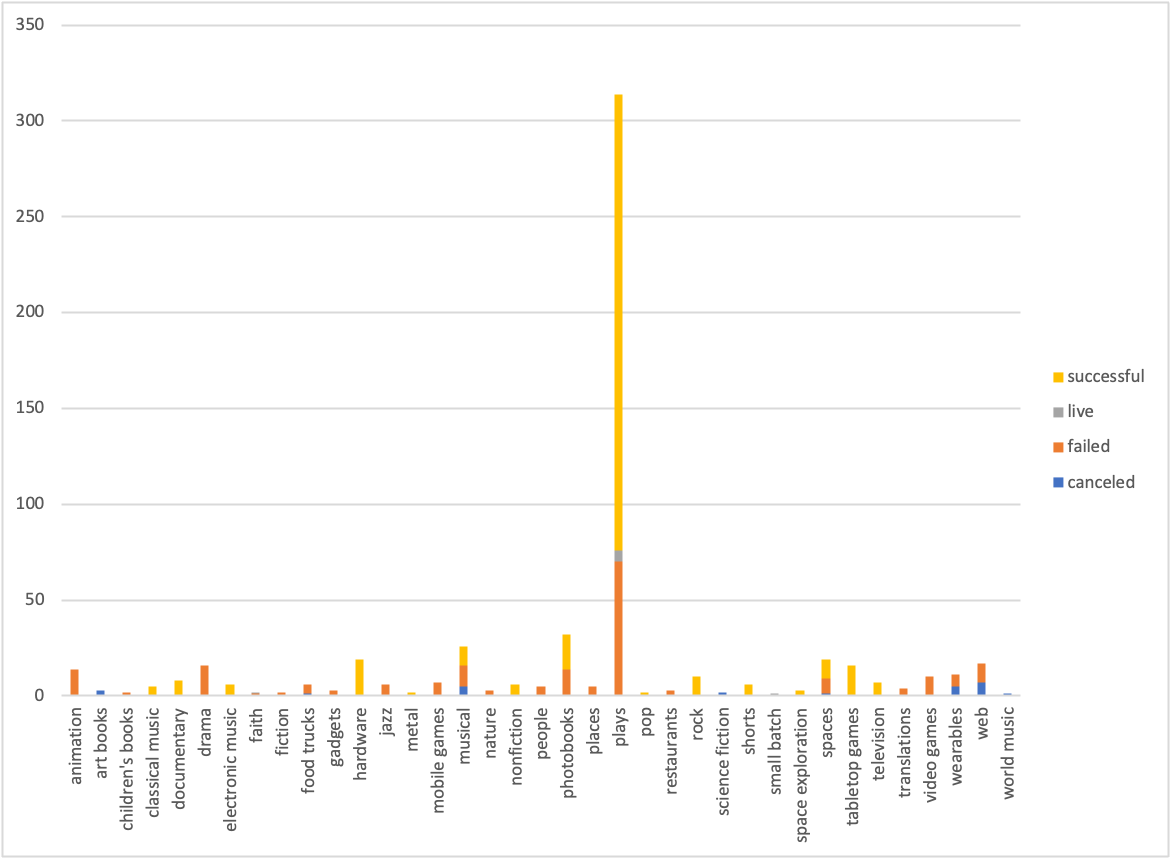 350
300
250
200
150
100
50
0
animation
art books
children's books
classical music
documentary
drama
electronic music
faith
fiction
food trucks
gadgets
hardware
jazz
metal
mobile games
musical
nature
nonfiction
people
photobooks
places
plays
pop
restaurants
rock
science fiction
shorts
small batch
space exploration
spaces
tabletop games
television
translations
video games
wearables
web
world music
successful
live
failed
canceled